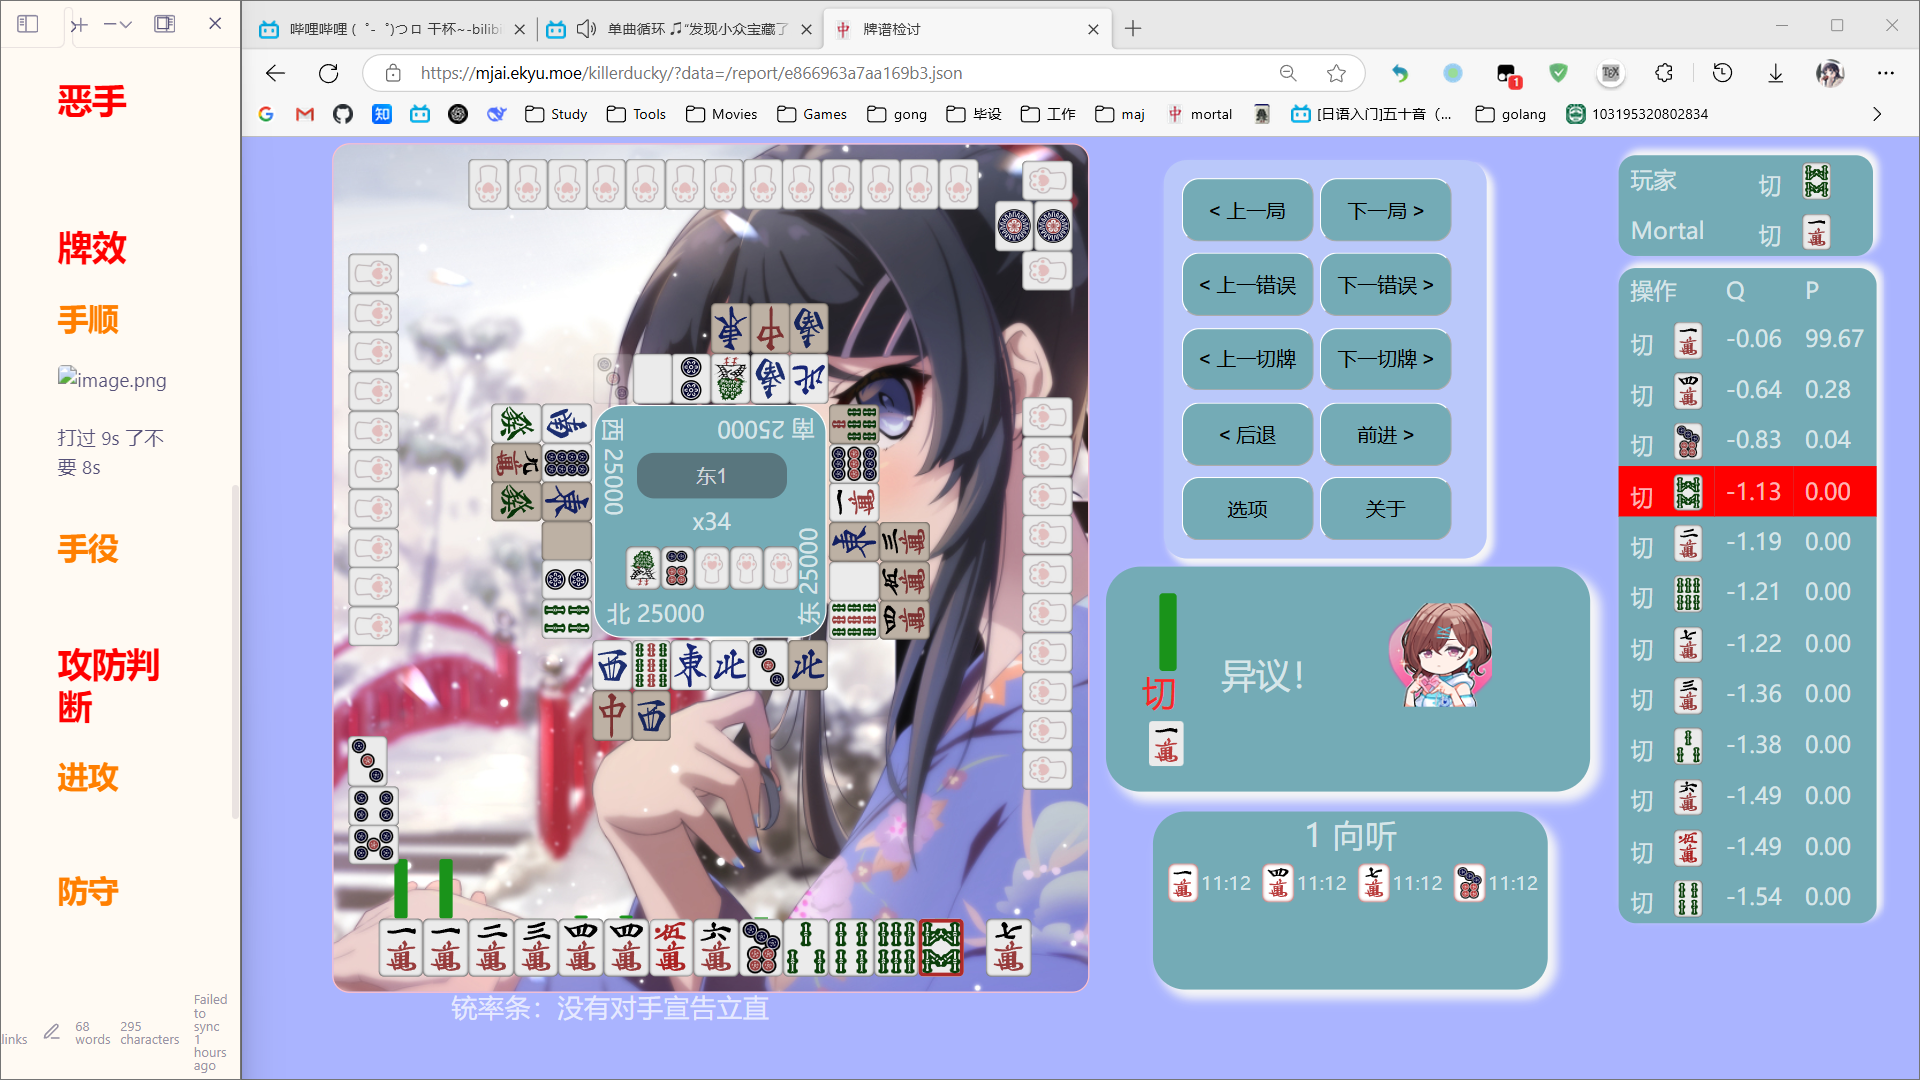 恶手
牌效
手顺
image.png
打过 9s 了不
要 8s
手役
攻防判
断
进攻
防守
links
68
words
295
characters
Failed
to
sync
1
hours
ago
哔哩哔哩 ( ゜- ゜)つロ 干杯~-bilibi
单曲循环 🎵“发现小众宝藏了
牌谱检讨
https://mjai.ekyu.moe/killerducky/?data=/report/e866963a7aa169b3.json
1
Study
Tools
Movies
Games
gong
毕设
工作
maj
mortal
[日语入门]五十音（...
golang
103195320802834
南 25000
西 25000
东1
x34
东 25000
北 25000
铳率条：没有对手宣告立直
< 上一局
下一局 >
< 上一错误
下一错误 >
< 上一切牌
下一切牌 >
< 后退
前进 >
选项
关于
切
异议！
1 向听
11:12
11:12
11:12
11:12
玩家 切
Mortal 切
操作 Q P
切 -0.06 99.67
切 -0.64 0.28
切 -0.83 0.04
切 -1.13 0.00
切 -1.19 0.00
切 -1.21 0.00
切 -1.22 0.00
切 -1.36 0.00
切 -1.38 0.00
切 -1.49 0.00
切 -1.49 0.00
切 -1.54 0.00